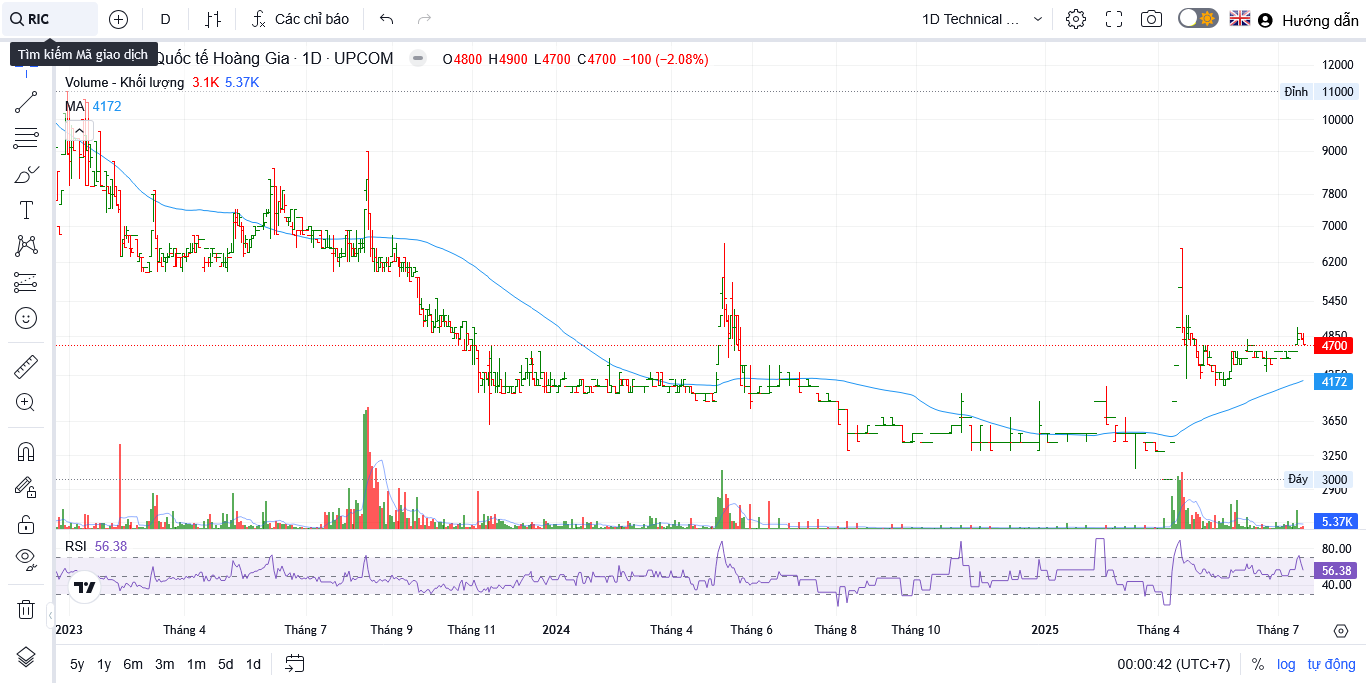 RIC
D
Các chỉ báo
1D Technical ...
Hướng dẫn
Tìm kiếm Mã giao dịch
Quốc tế Hoàng Gia · 1D · UPCOM
O4800 H4900 L4700 C4700 −100 (−2.08%)
Volume - Khối lượng 3.1K 5.37K
MA 4172
12000
Đỉnh 11000
10000
9000
7800
7000
6200
5450
4850
4700
4250
4172
3650
3250
Đáy 3000
2900
5.37K
RSI 56.38
80.00
56.38
40.00
2023 Tháng 4 Tháng 7 Tháng 9 Tháng 11 2024 Tháng 4 Tháng 6 Tháng 8 Tháng 10 2025 Tháng 4 Tháng 7
5y 1y 6m 3m 1m 5d 1d
00:00:42 (UTC+7) % log tự động